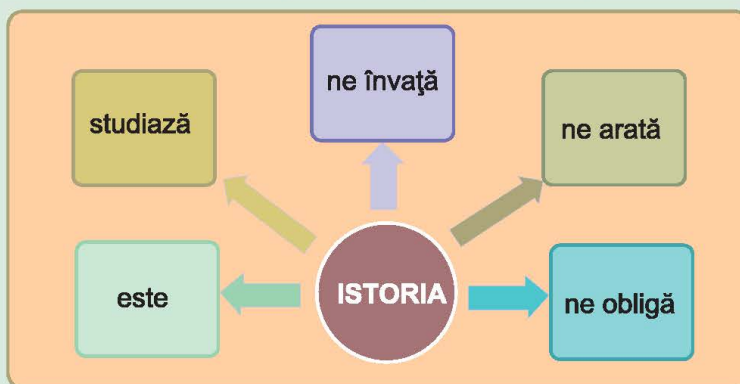 ne învaţă
studiază
ne arată
este
ISTORIA
ne obligă